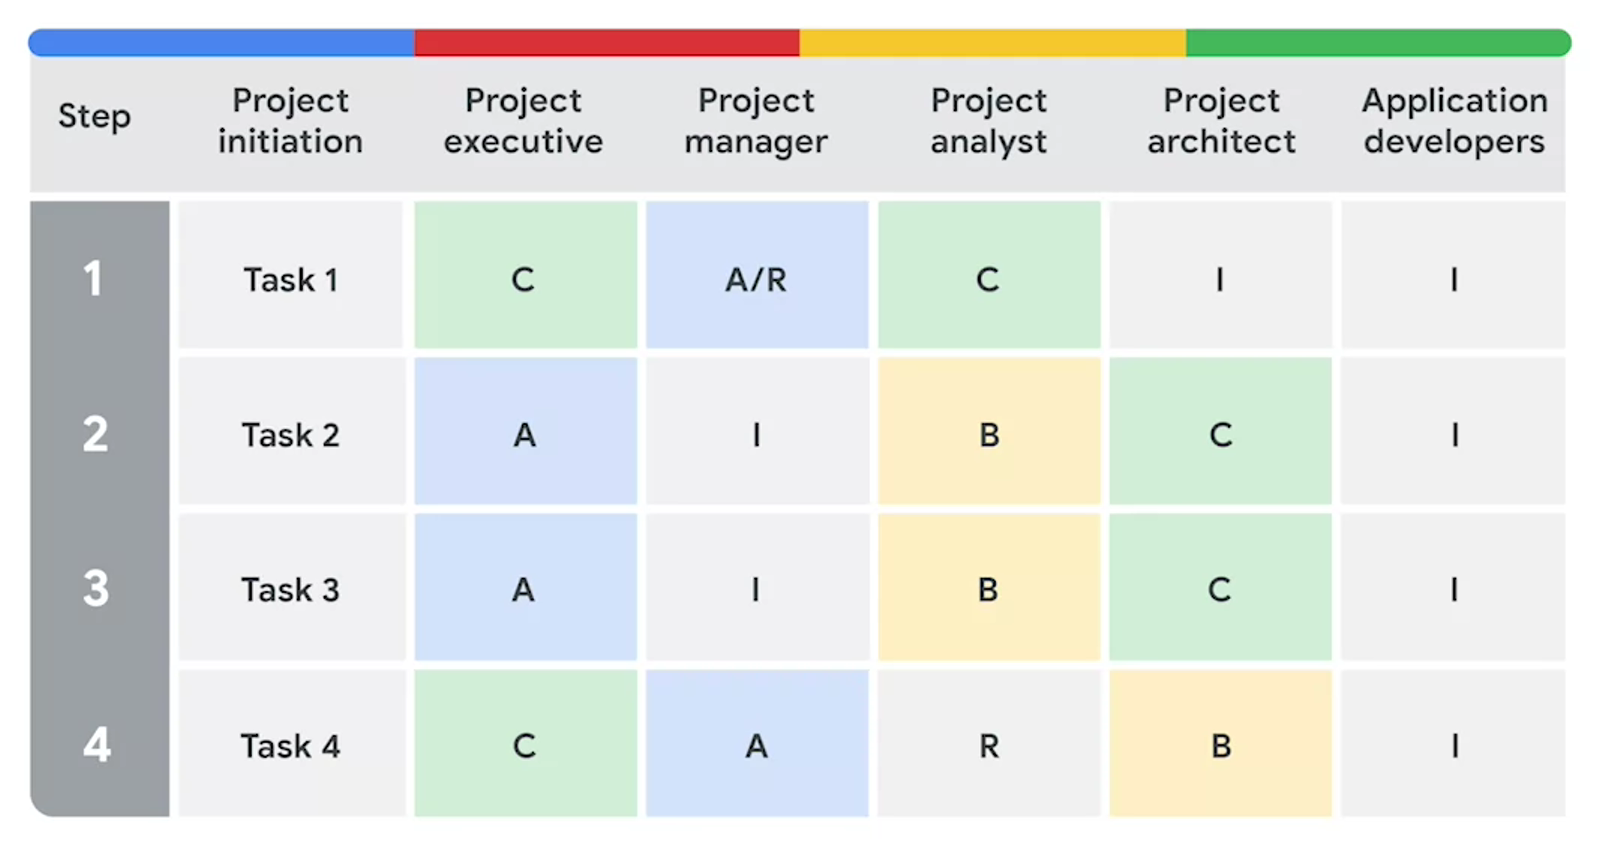 Step
Project initiation
Project executive
Project manager
Project analyst
Project architect
Application developers
1 Task 1 C A/R C I I
2 Task 2 A I B C I
3 Task 3 A I B C I
4 Task 4 C A R B I